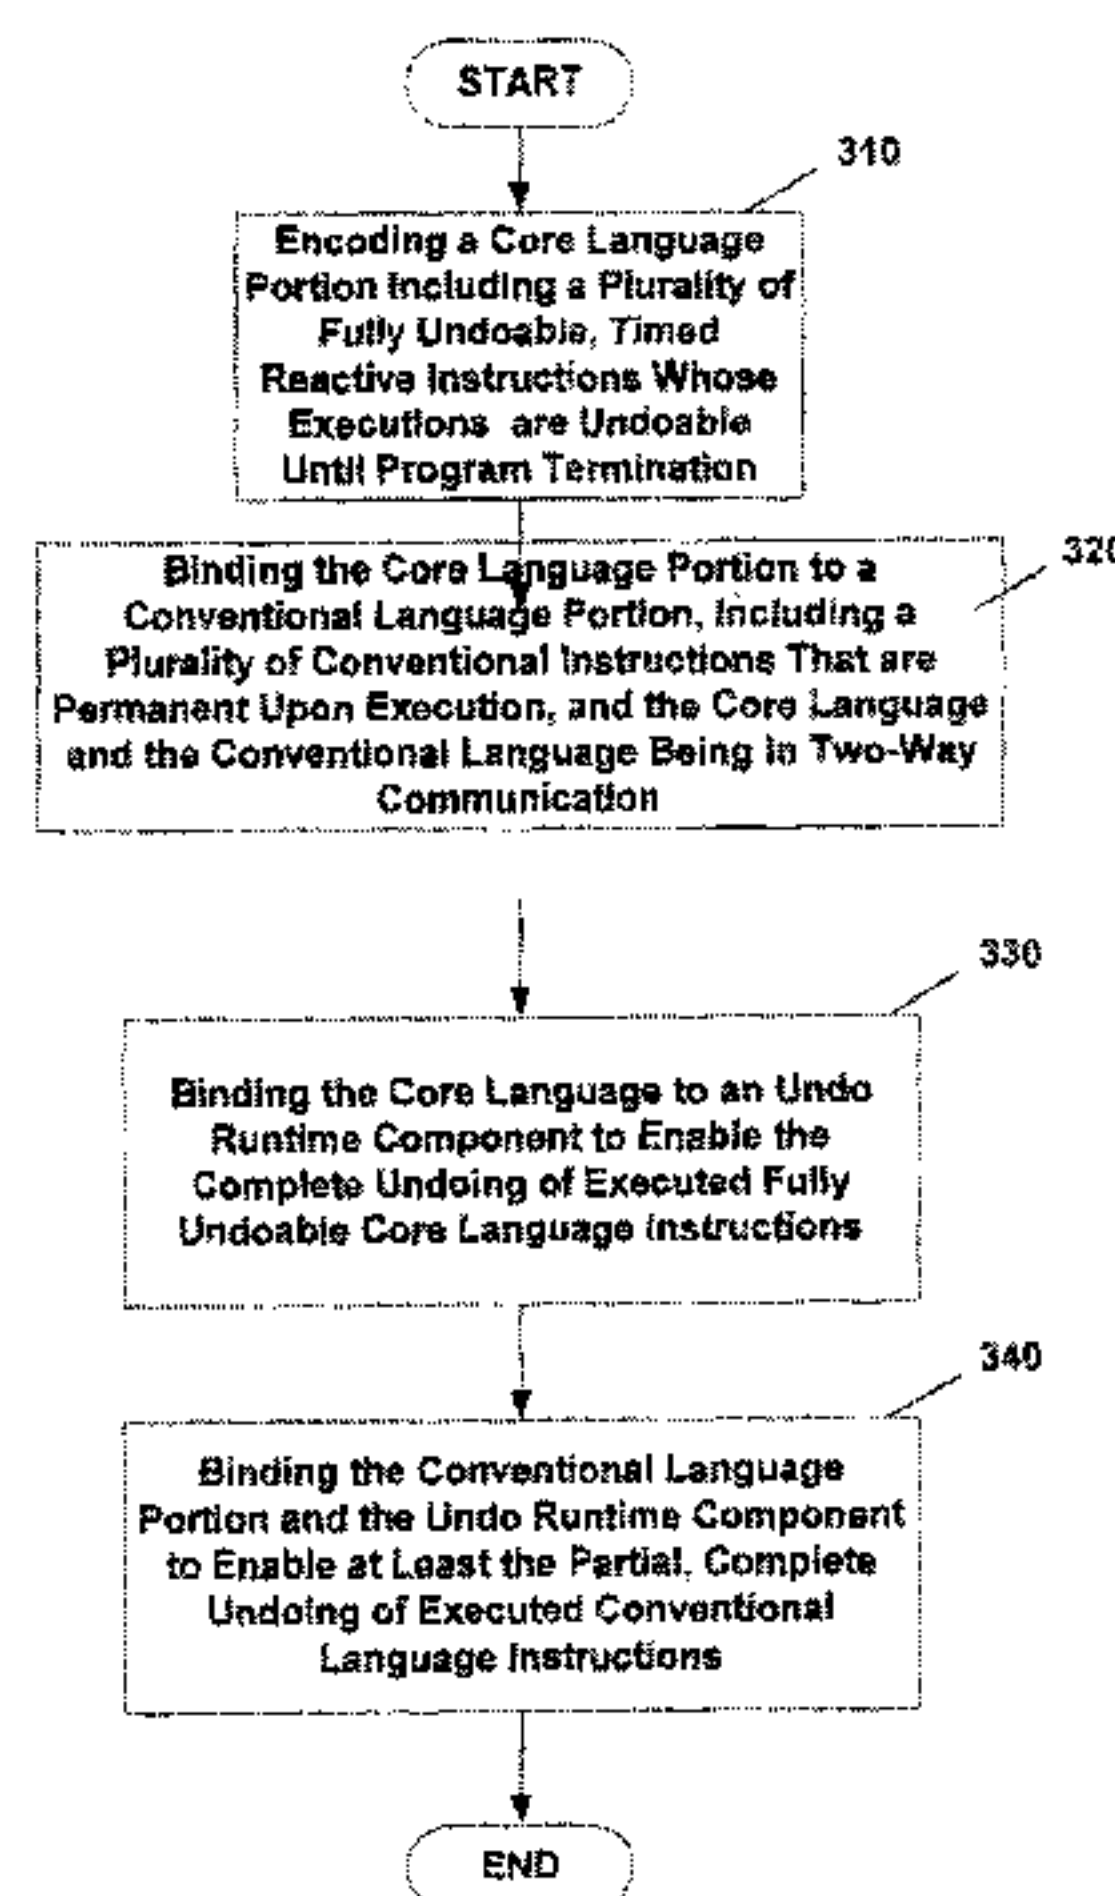 START
310
Encoding a Core Language
Portion Including a Plurality of
Fully Undoable, Timed
Reactive Instructions Whose
Executions are Undoable
Until Program Termination
320
Binding the Core Language Portion to a
Conventional Language Portion, Including a
Plurality of Conventional Instructions That are
Permanent Upon Execution, and the Core Language
and the Conventional Language Being in Two-Way
Communication
330
Binding the Core Language to an Undo
Runtime Component to Enable the
Complete Undoing of Executed Fully
Undoable Core Language Instructions
340
Binding the Conventional Language
Portion and the Undo Runtime Component
to Enable at Least the Partial, Complete
Undoing of Executed Conventional
Language Instructions
END